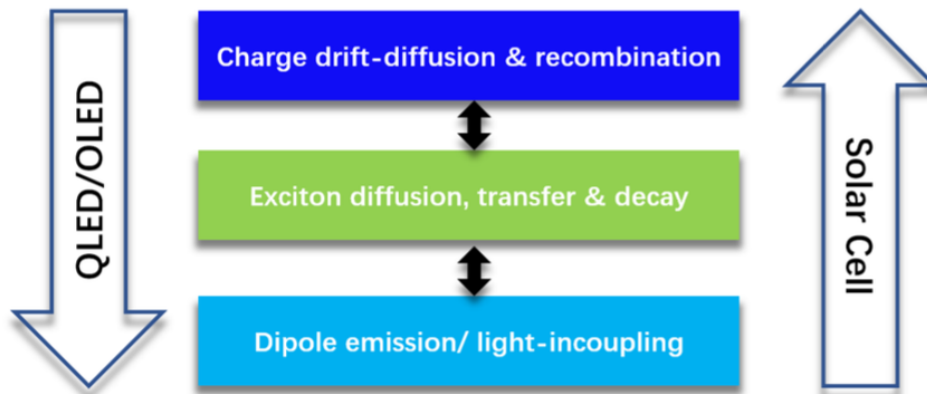 QLED/OLED
Charge drift-diffusion & recombination
Exciton diffusion, transfer & decay
Dipole emission/ light-incoupling
Solar Cell